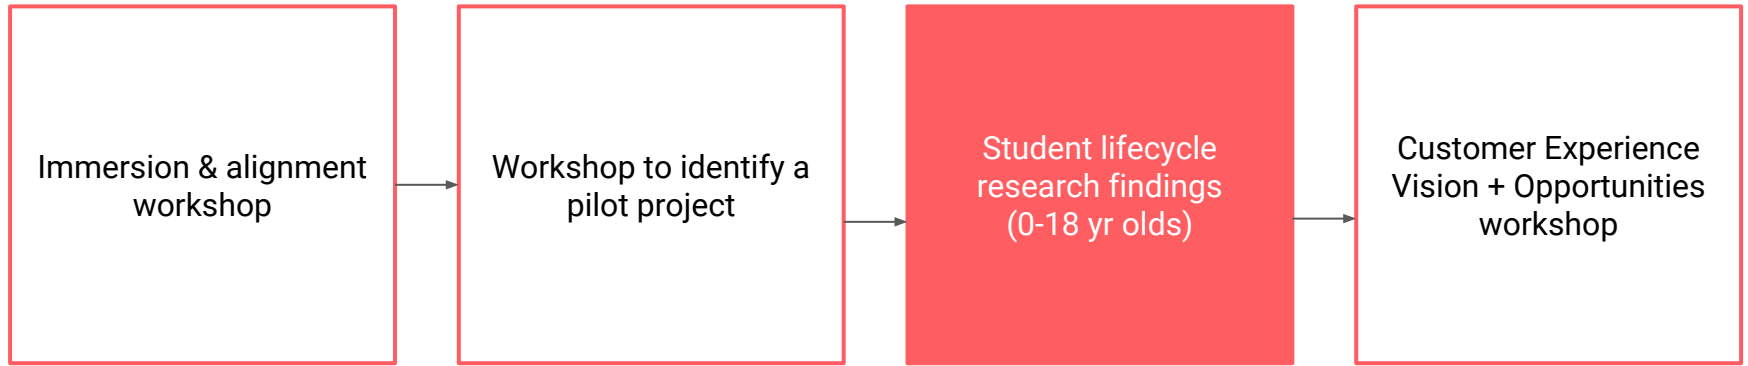 Immersion & alignment
workshop
Workshop to identify a
pilot project
Student lifecycle
research findings
(0-18 yr olds)
Customer Experience
Vision + Opportunities
workshop